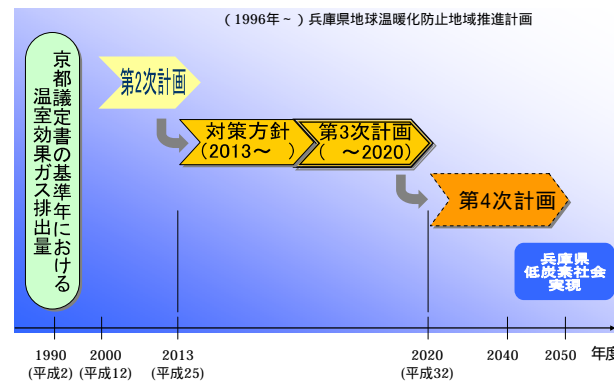 (1996年～)兵庫県地球温暖化防止地域推進計画
京都議定書の基準年における
温室効果ガス排出量
第2次計画
対策方針
(2013～　)
第3次計画
(　～2020)
第4次計画
兵庫県
低炭素社会
実現
1990 2000 2013 2020 2040 2050 年度
(平成2) (平成12) (平成25) (平成32)